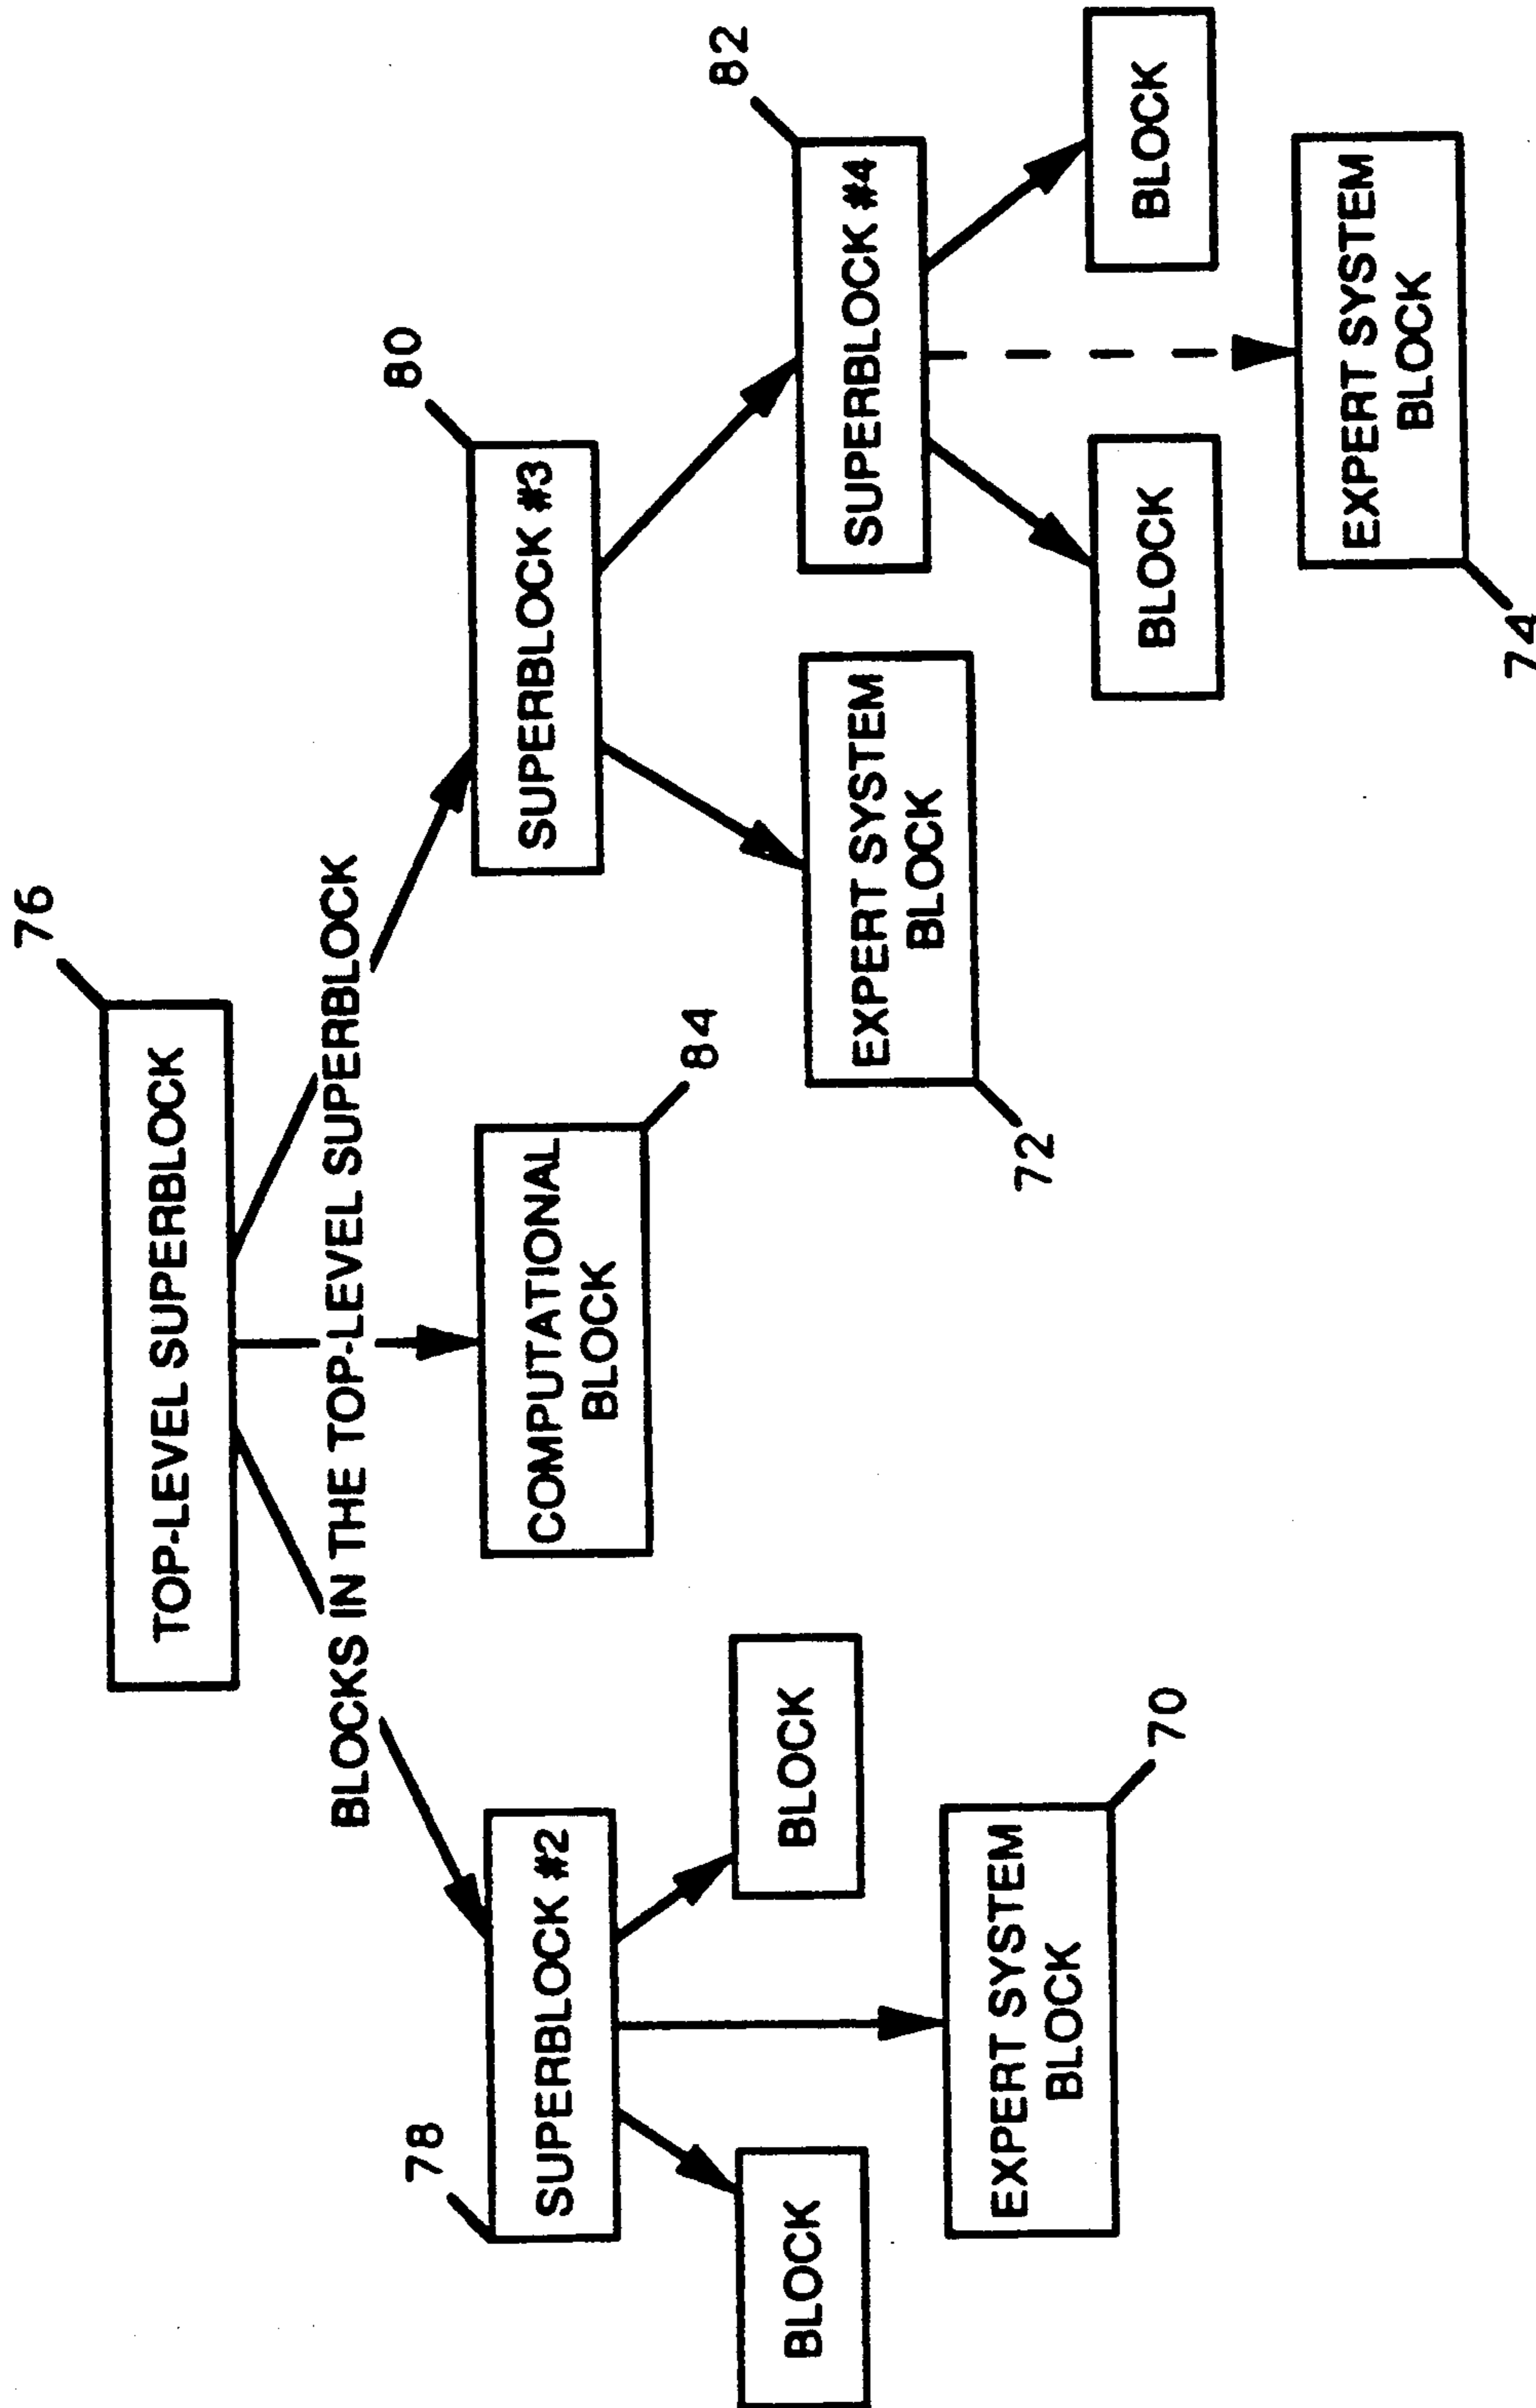 76
TOP-LEVEL SUPERBLOCK
BLOCKS IN THE TOP-LEVEL SUPERBLOCK
78
SUPERBLOCK #2
COMPUTATIONAL
BLOCK
84
80
SUPERBLOCK #3
BLOCK
BLOCK
EXPERT SYSTEM
BLOCK
70
EXPERT SYSTEM
BLOCK
72
82
SUPERBLOCK #4
BLOCK
BLOCK
EXPERT SYSTEM
BLOCK
74